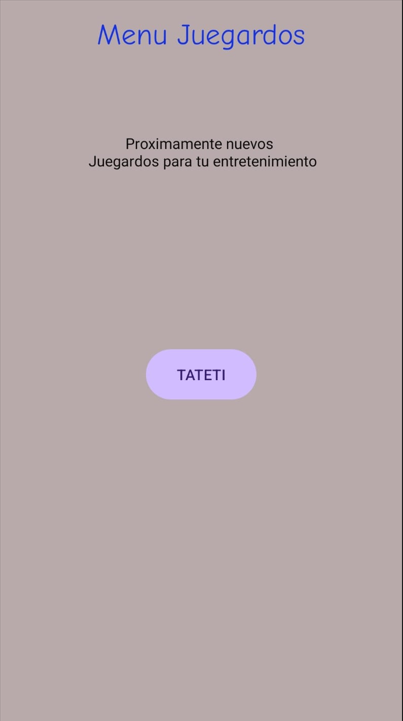 Menu Juegardos
Proximamente nuevos
Juegardos para tu entretenimiento
TATETI